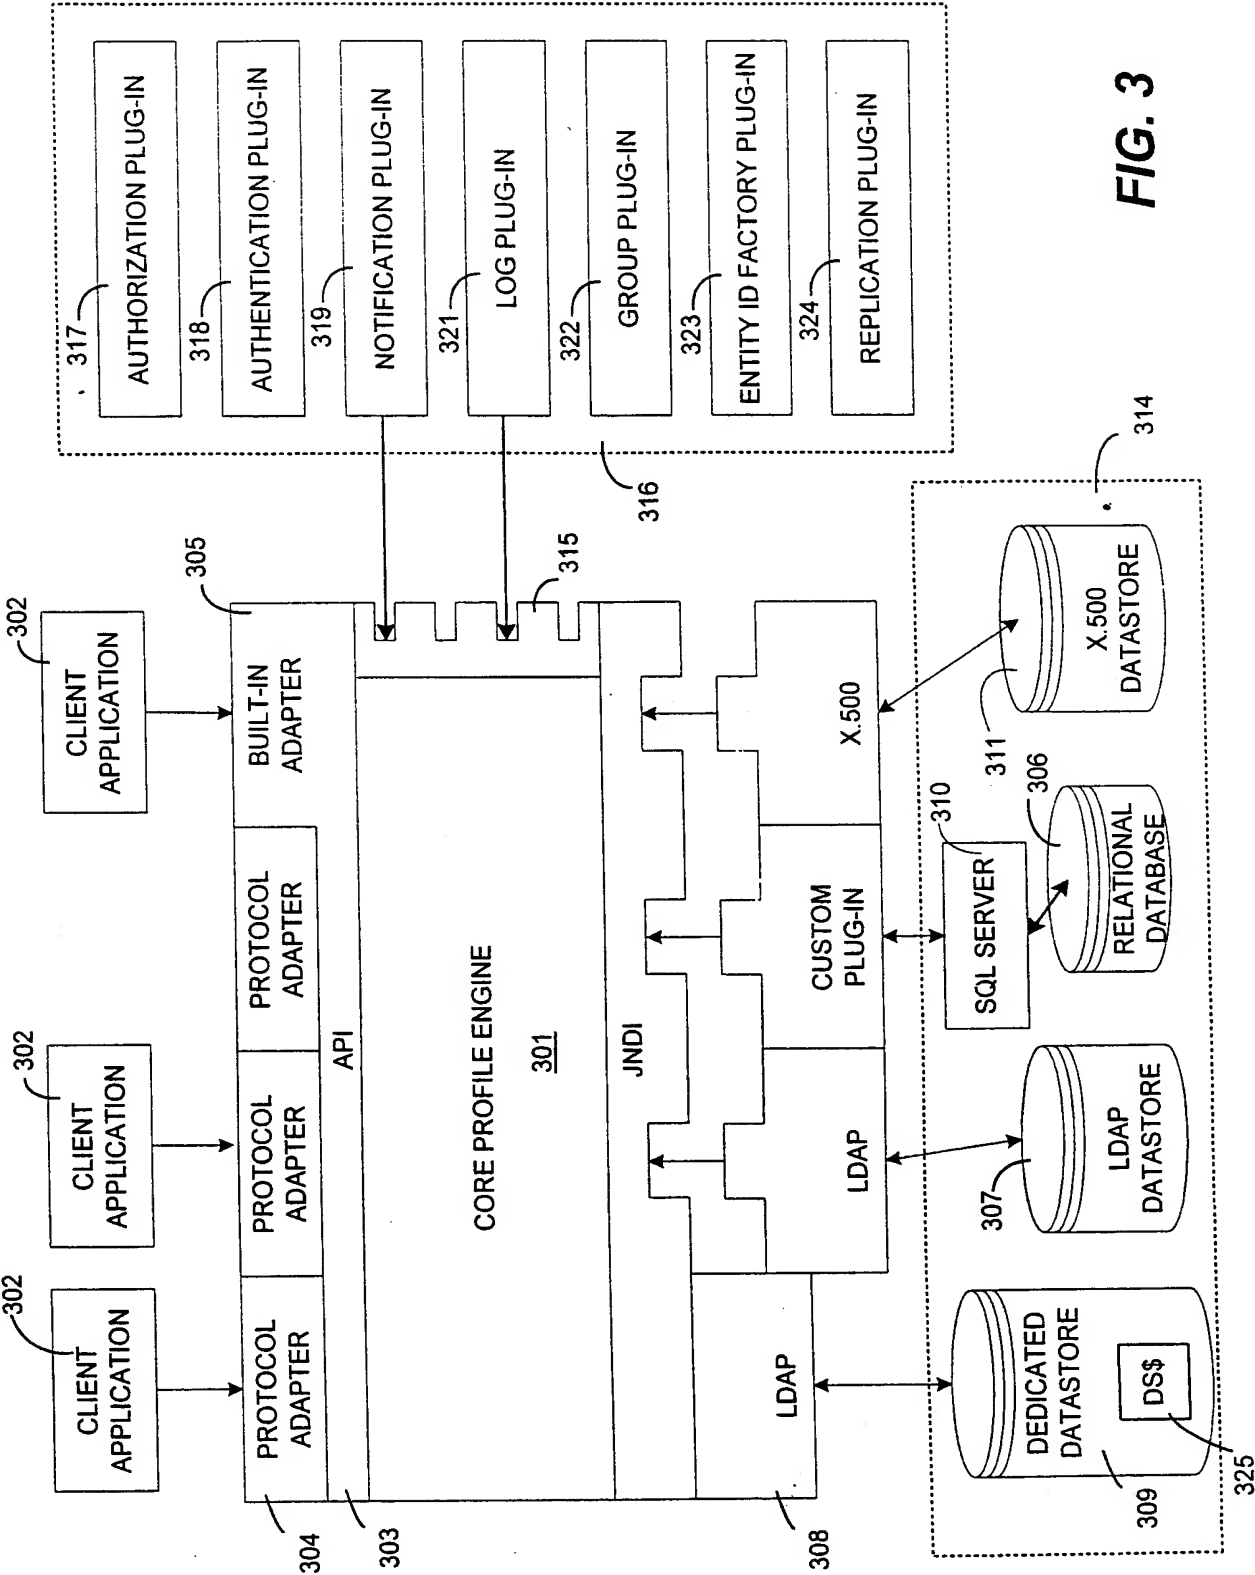 302
CLIENT
APPLICATION
302
CLIENT
APPLICATION
302
CLIENT
APPLICATION
304
PROTOCOL
ADAPTER
PROTOCOL
ADAPTER
PROTOCOL
ADAPTER
BUILT-IN
ADAPTER
305
303
API
CORE PROFILE ENGINE
301
315
JNDI
308
LDAP
LDAP
CUSTOM
PLUG-IN
X.500
309
DEDICATED
DATASTORE
DS$
325
307
LDAP
DATASTORE
310
SQL SERVER
306
RELATIONAL
DATABASE
311
X.500
DATASTORE
314
316
317
AUTHORIZATION PLUG-IN
318
AUTHENTICATION PLUG-IN
319
NOTIFICATION PLUG-IN
321
LOG PLUG-IN
322
GROUP PLUG-IN
323
ENTITY ID FACTORY PLUG-IN
324
REPLICATION PLUG-IN
FIG. 3